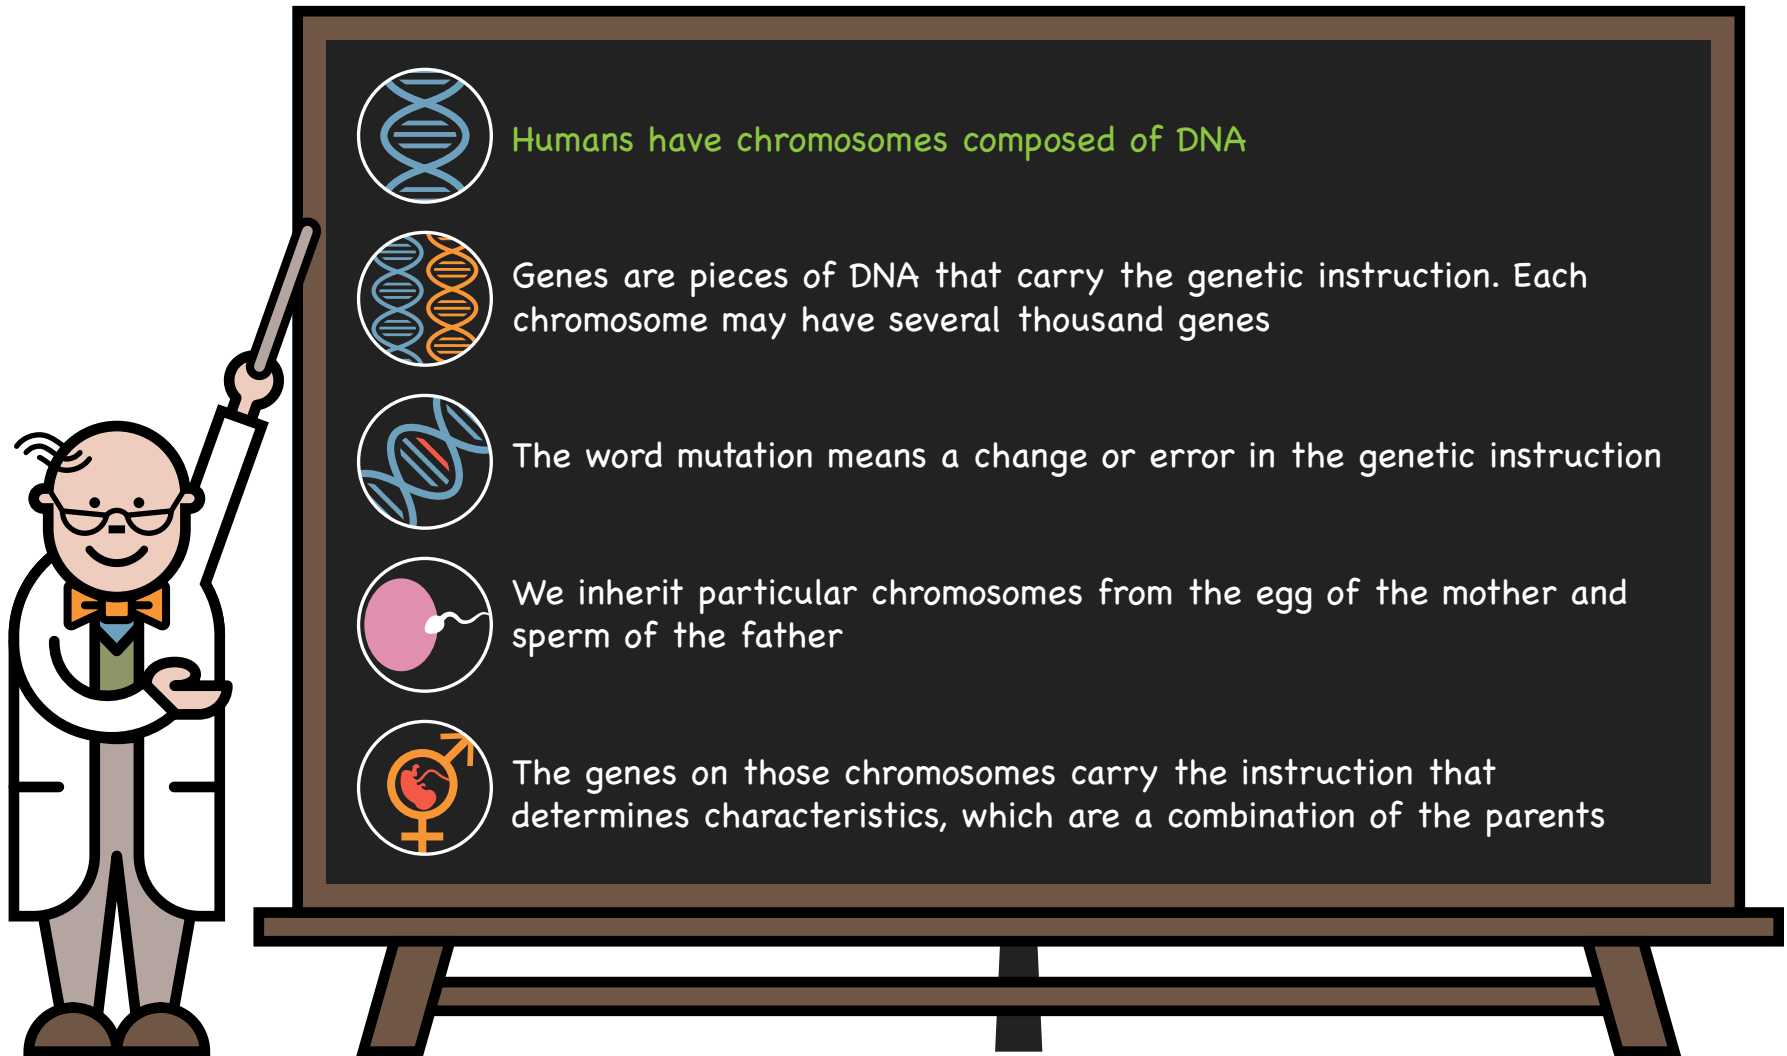 Humans have chromosomes composed of DNA
Genes are pieces of DNA that carry the genetic instruction. Each
chromosome may have several thousand genes
The word mutation means a change or error in the genetic instruction
We inherit particular chromosomes from the egg of the mother and
sperm of the father
The genes on those chromosomes carry the instruction that
determines characteristics, which are a combination of the parents